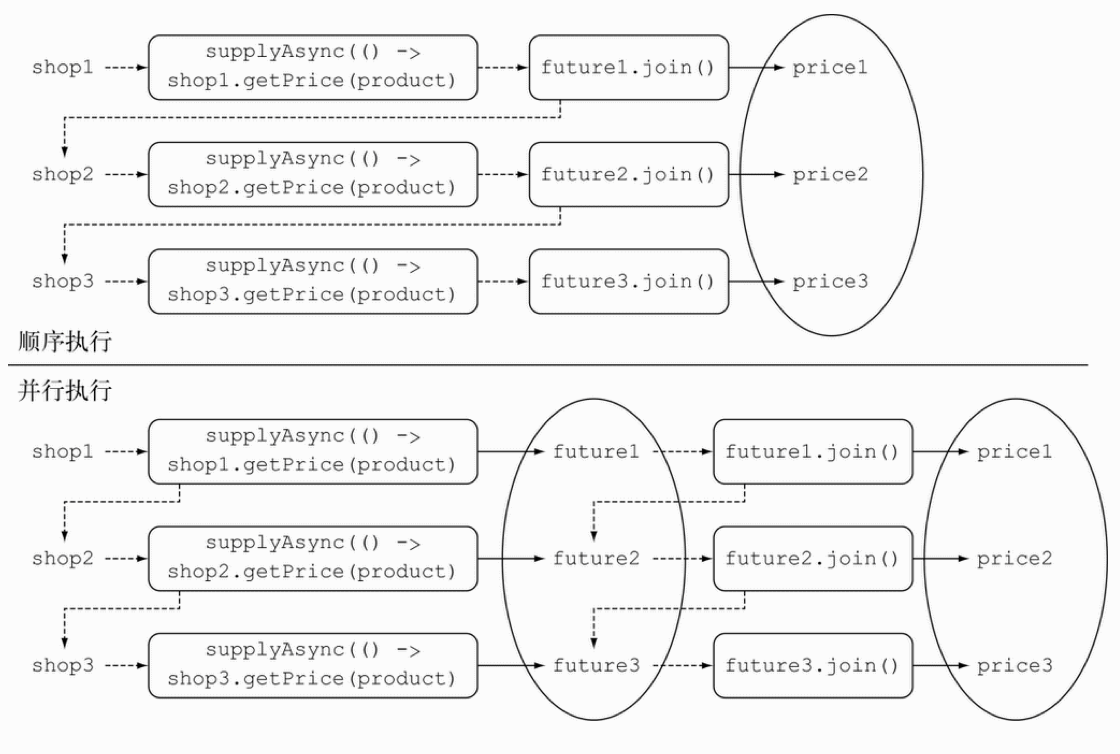 shop1
supplyAsync(() ->
shop1.getPrice(product)
future1.join()
price1
shop2
supplyAsync(() ->
shop2.getPrice(product)
future2.join()
price2
shop3
supplyAsync(() ->
shop3.getPrice(product)
future3.join()
price3
顺序执行
并行执行
shop1
supplyAsync(() ->
shop1.getPrice(product)
future1
future1.join()
price1
shop2
supplyAsync(() ->
shop2.getPrice(product)
future2
future2.join()
price2
shop3
supplyAsync(() ->
shop3.getPrice(product)
future3
future3.join()
price3